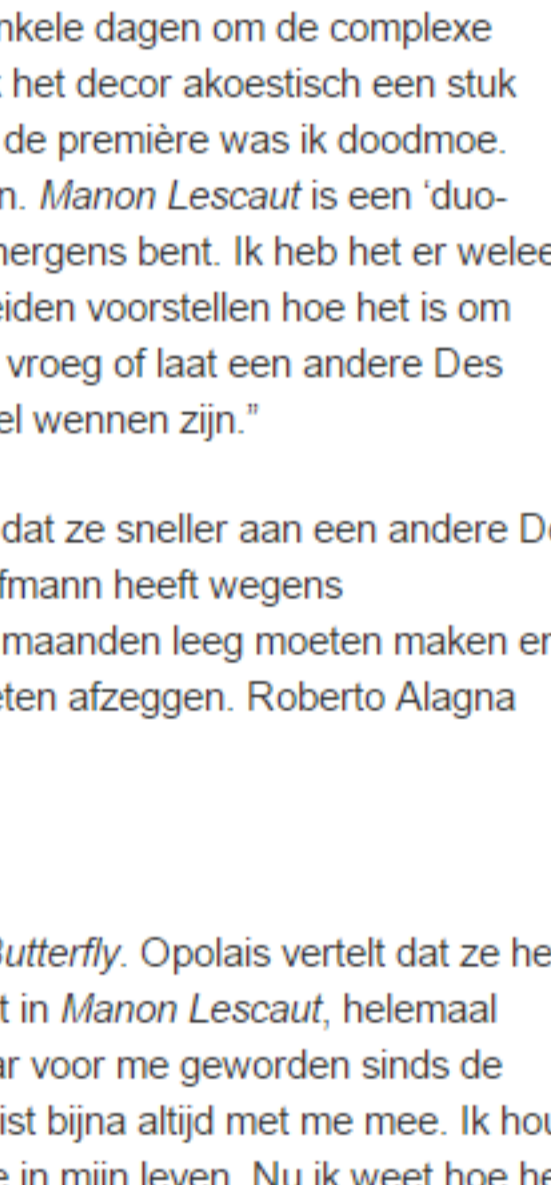 nkele dagen om de complexe
het decor akoestisch een stuk
de première was ik doodmoe.
n. Manon Lescaut is een ‘duo-
nergens bent. Ik heb het er welee
eiden voorstellen hoe het is om
vroeg of laat een andere Des
el wennen zijn.”
dat ze sneller aan een andere De
fmann heeft wegens
maanden leeg moeten maken en
eten afzeggen. Roberto Alagna
Butterfly. Opolais vertelt dat ze he
t in Manon Lescaut, helemaal
ar voor me geworden sinds de
ist bijna altijd met me mee. Ik hou
e in mijn leven. Nu ik weet hoe he